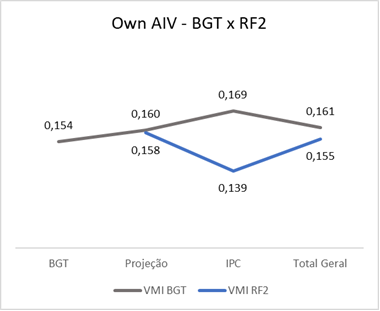 Own AIV - BGT x RF2
0,154
0,160
0,169
0,161
0,158
0,139
0,155
BGT
Projeção
IPC
Total Geral
VMI BGT
VMI RF2